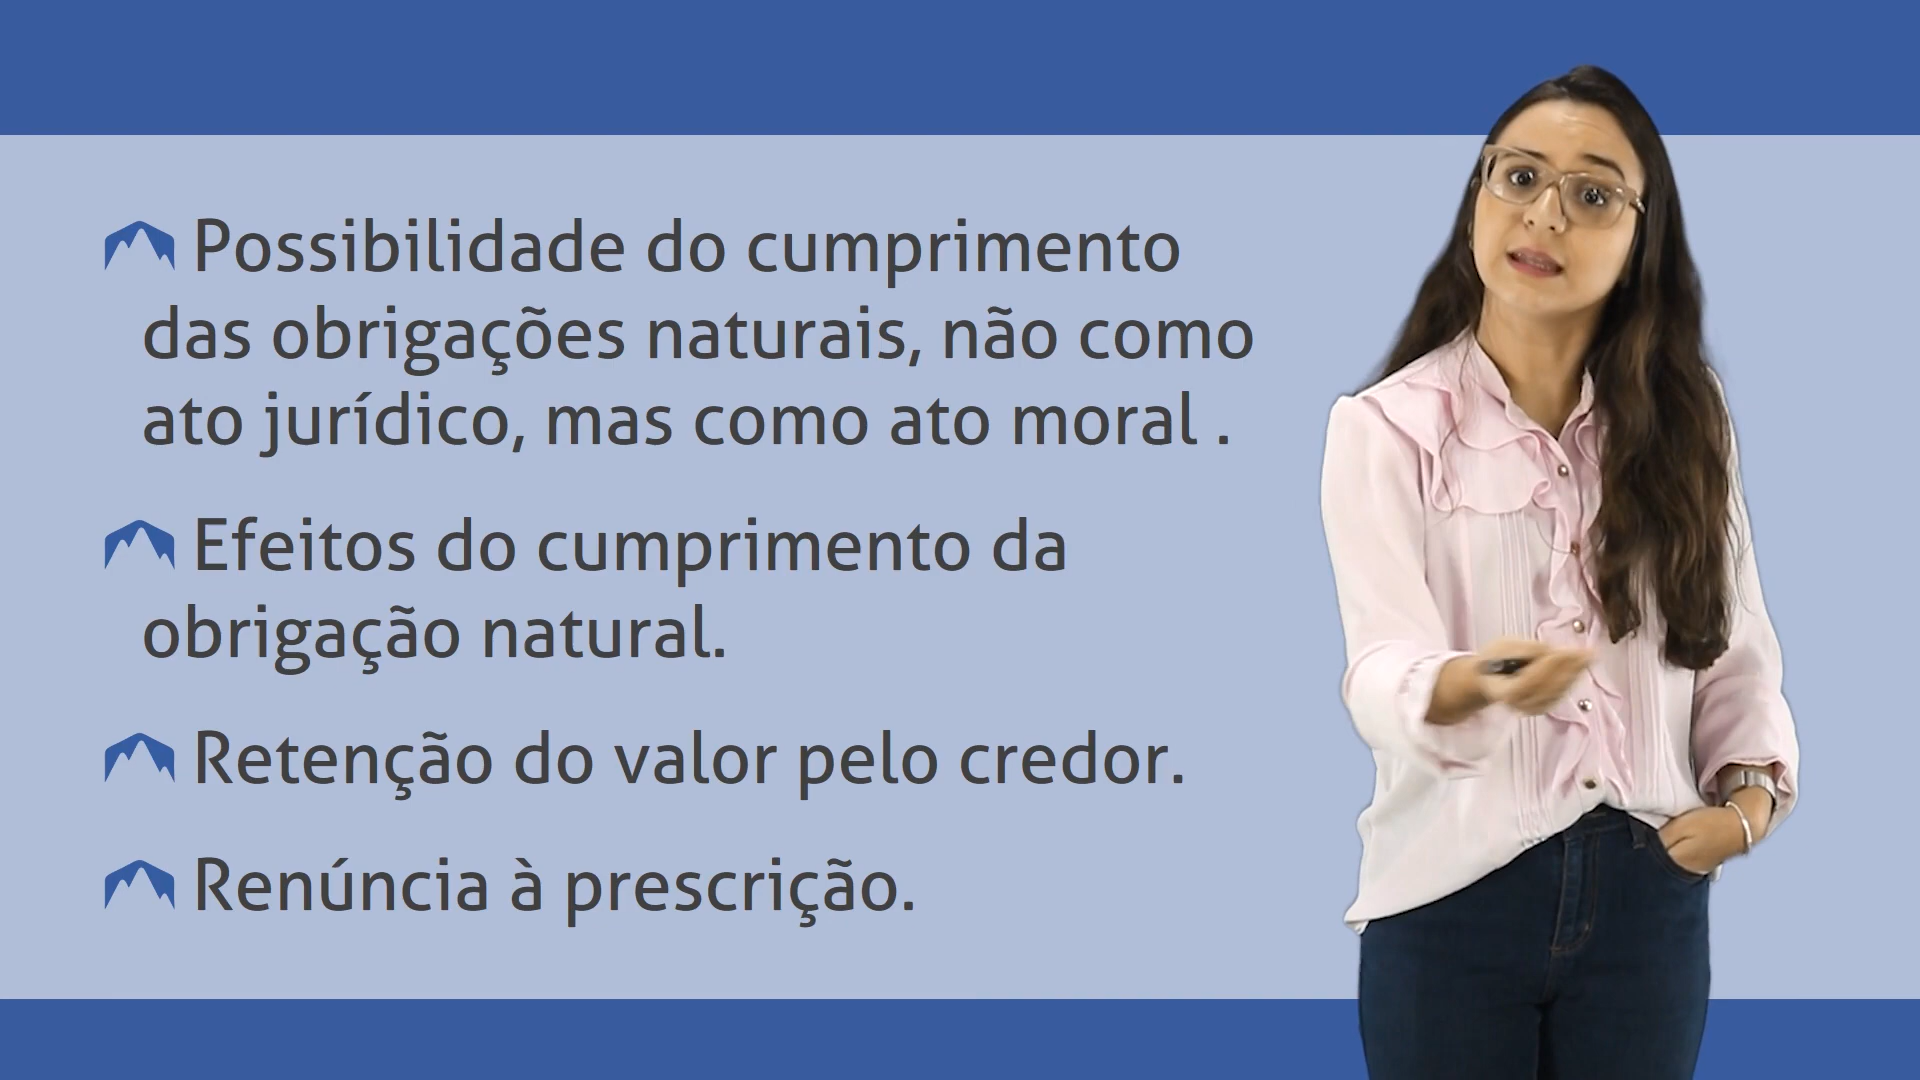 Possibilidade do cumprimento
das obrigações naturais, não como
ato jurídico, mas como ato moral .
Efeitos do cumprimento da
obrigação natural.
Retenção do valor pelo credor.
Renúncia à prescrição.